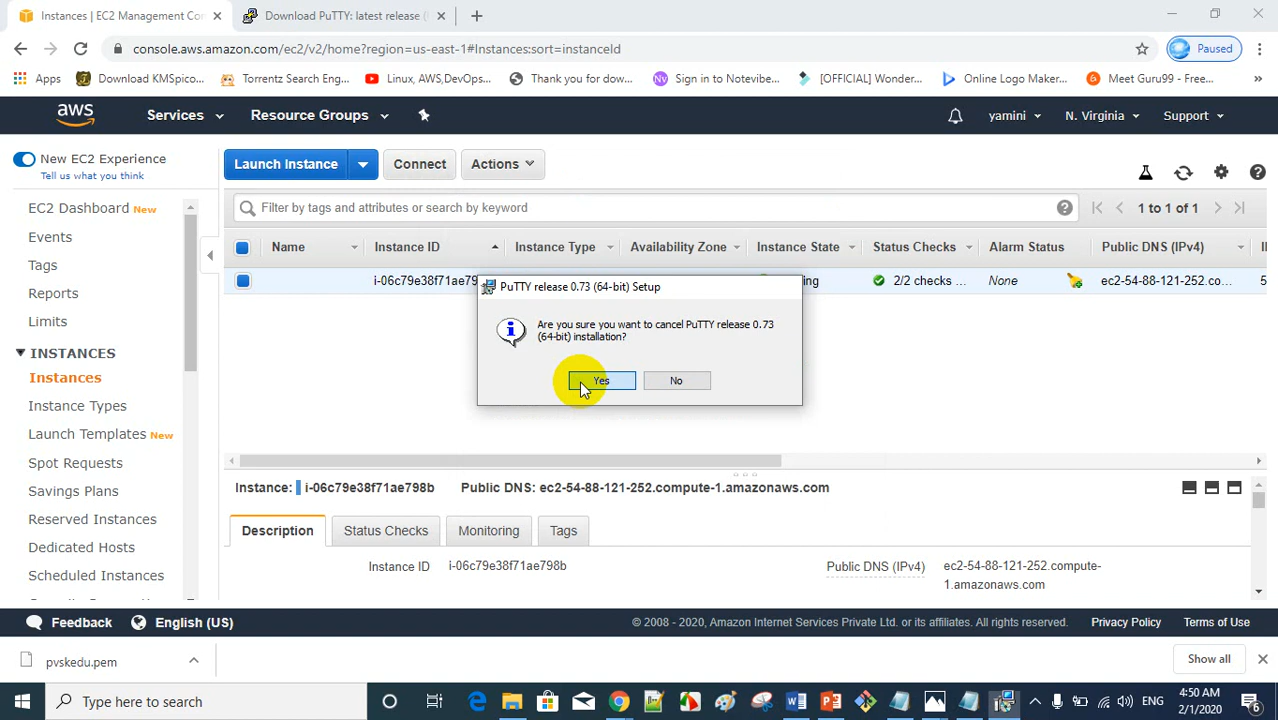 Instances | EC2 Management Con
Download PuTTY: latest release (
console.aws.amazon.com/ec2/v2/home?region=us-east-1#Instances:sort=instanceId
Paused
Apps
Download KMSpico...
Torrentz Search Eng...
Linux, AWS,DevOps...
Thank you for dow...
Nv
Sign in to Notevibe...
[OFFICIAL] Wonder...
Online Logo Maker...
Meet Guru99 - Free...
»
aws
Services
Resource Groups
yamini
N. Virginia
Support
New EC2 Experience
Tell us what you think
Launch Instance
Connect
Actions
EC2 Dashboard New
Events
Tags
Reports
Limits
INSTANCES
Instances
Instance Types
Launch Templates New
Spot Requests
Savings Plans
Reserved Instances
Dedicated Hosts
Scheduled Instances
Filter by tags and attributes or search by keyword
1 to 1 of 1
Name
Instance ID
Instance Type
Availability Zone
Instance State
Status Checks
Alarm Status
Public DNS (IPv4)
i-06c79e38f71ae79
ing
2/2 checks ...
None
ec2-54-88-121-252.co...
5
PuTTY release 0.73 (64-bit) Setup
Are you sure you want to cancel PuTTY release 0.73
(64-bit) installation?
Yes
No
Instance: i-06c79e38f71ae798b Public DNS: ec2-54-88-121-252.compute-1.amazonaws.com
Description
Status Checks
Monitoring
Tags
Instance ID
i-06c79e38f71ae798b
Public DNS (IPv4)
ec2-54-88-121-252.compute-
1.amazonaws.com
Feedback
English (US)
© 2008 - 2020, Amazon Internet Services Private Ltd. or its affiliates. All rights reserved.
Privacy Policy
Terms of Use
pvskedu.pem
Show all
Type here to search
ENG
4:50 AM
2/1/2020
6